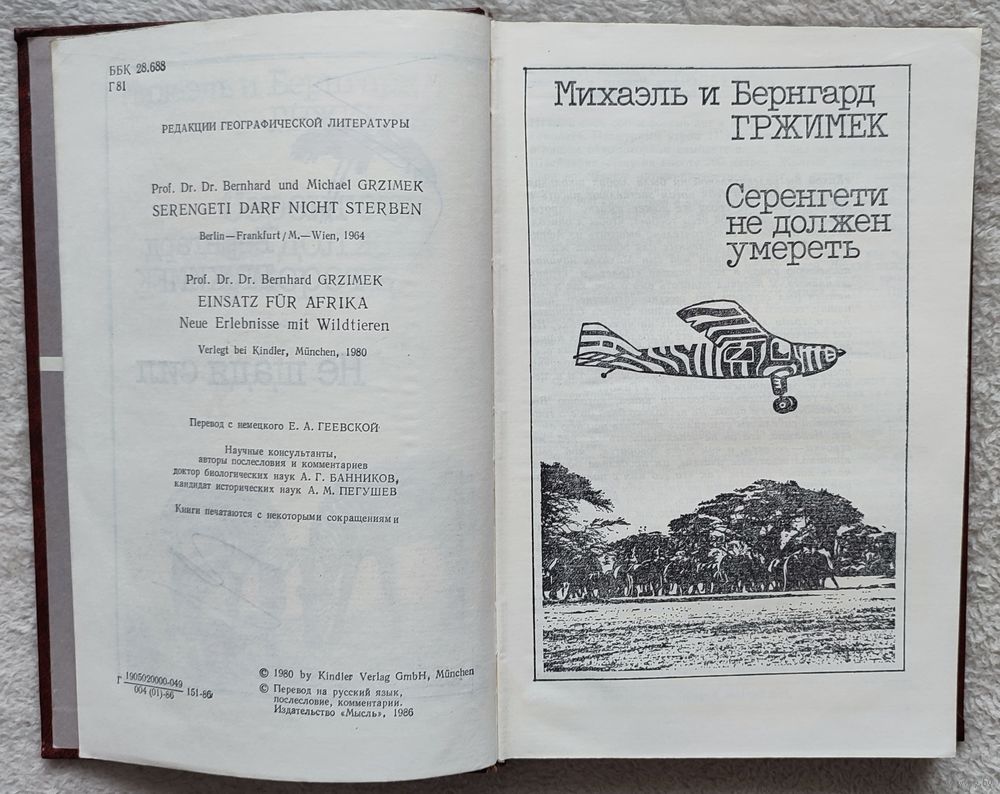 ББК 28.688
Г81
РЕДАКЦИИ ГЕОГРАФИЧЕСКОЙ ЛИТЕРАТУРЫ
Prof. Dr. Dr. Bernhard und Michael GRZIMEK
SERENGETI DARF NICHT STERBEN
Berlin—Frankfurt/M.—Wien, 1964
Prof. Dr. Dr. Bernhard GRZIMEK
EINSATZ FÜR AFRIKA
Neue Erlebnisse mit Wildtieren
Verlegt bei Kindler, München, 1980
Перевод с немецкого Е. А. ГЕЕВСКОЙ
Научные консультанты,
авторы послесловия и комментариев
доктор биологических наук А. Г. БАННИКОВ,
кандидат исторических наук А. М. ПЕГУШЕВ
Книги печатаются с некоторыми сокращениями
Г 1905020000-049
004 (01)-86 151-86
© 1980 by Kindler Verlag GmbH, München
© Перевод на русский язык,
послесловие, комментарии.
Издательство «Мысль», 1986
Михаэль и Бернгард
ГРЖИМЕК
Серенгети
не должен
умереть